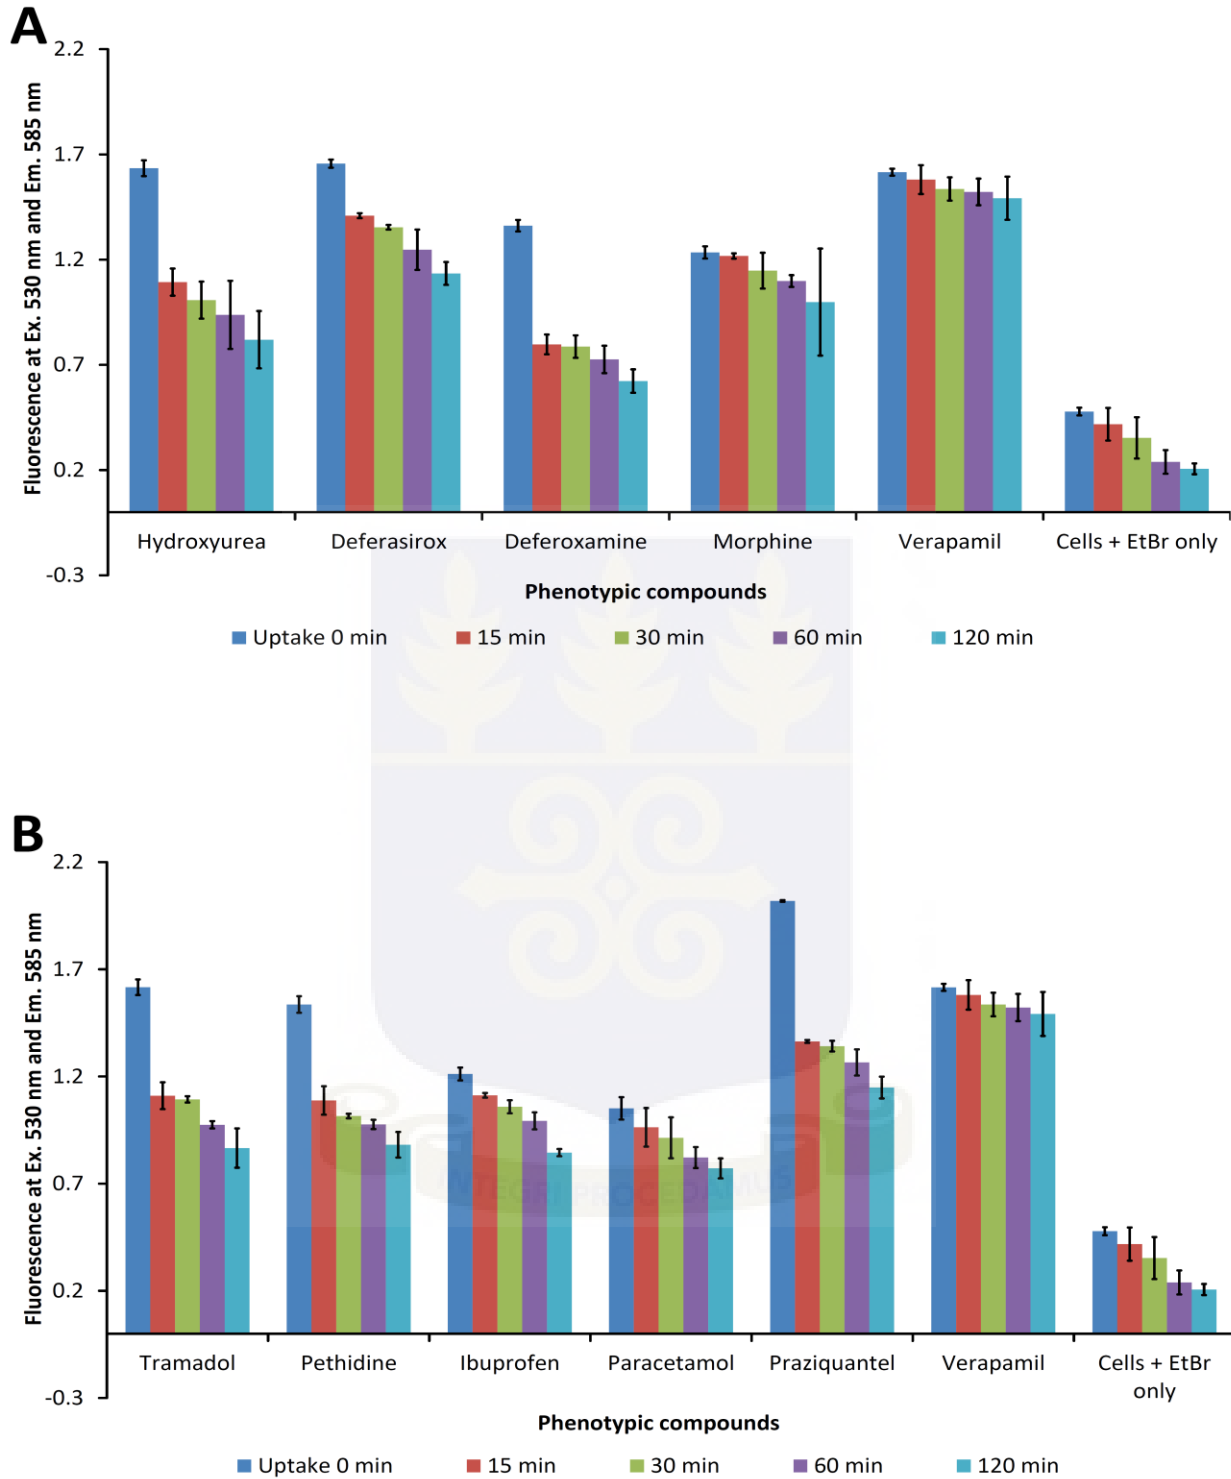 A
Fluorescence at Ex. 530 nm and Em. 585 nm
2.2
1.7
1.2
0.7
0.2
-0.3
Hydroxyurea Deferasirox Deferoxamine Morphine Verapamil Cells + EtBr only
Phenotypic compounds
Uptake 0 min 15 min 30 min 60 min 120 min
B
Fluorescence at Ex. 530 nm and Em. 585 nm
2.2
1.7
1.2
0.7
0.2
-0.3
INTEGRI PROCEDAMUS
Tramadol Pethidine Ibuprofen Paracetamol Praziquantel Verapamil Cells + EtBr
only
Phenotypic compounds
Uptake 0 min 15 min 30 min 60 min 120 min